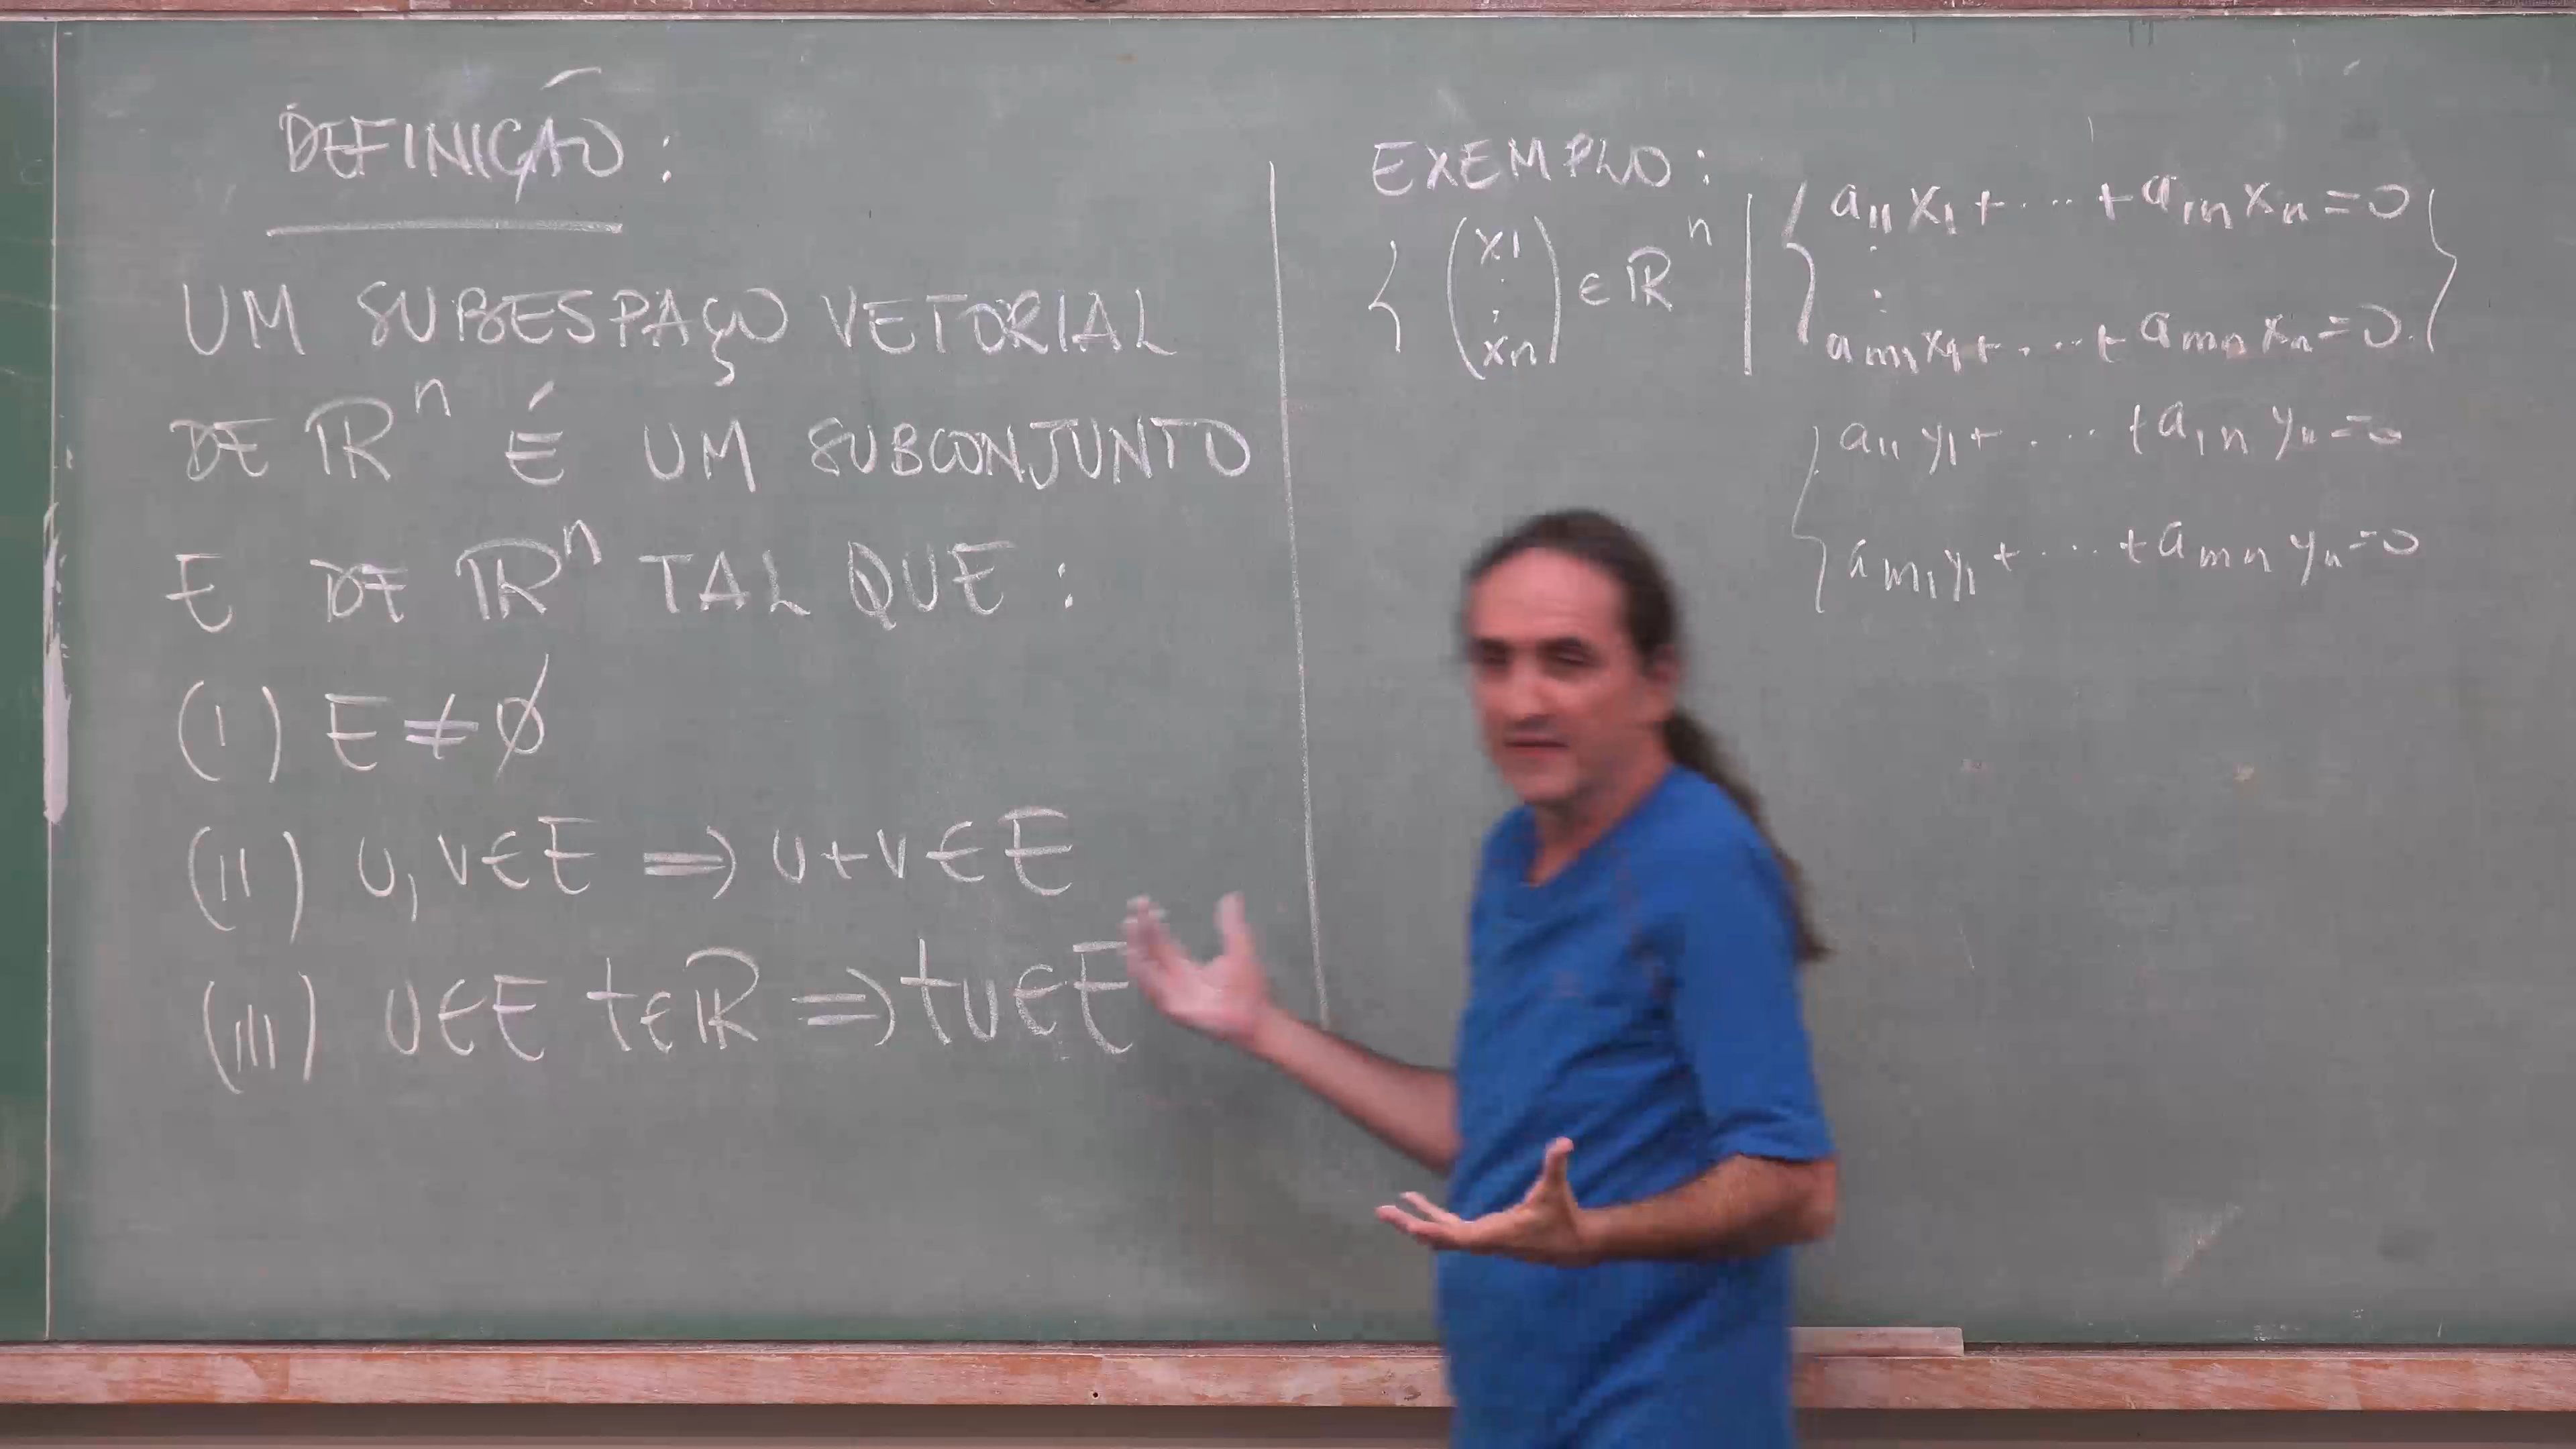 DEFINIÇÃO:
UM SUBESPAÇO VETORIAL
DE ℝⁿ É UM SUBCONJUNTO
E DE ℝⁿ TAL QUE:
(I) E ≠ ∅
(II) u, v ∈ E ⇒ u+v ∈ E
(III) u ∈ E t ∈ ℝ ⇒ tu ∈ E
EXEMPLO:
{ (x₁ ⋮ xₙ) ∈ ℝⁿ | { a₁₁x₁ + ⋯ + a₁ₙxₙ = 0
⋮
aₘ₁x₁ + ⋯ + aₘₙxₙ = 0. }
{ a₁₁y₁ + ⋯ + a₁ₙyₙ = 0
aₘ₁y₁ + ⋯ + aₘₙyₙ = 0